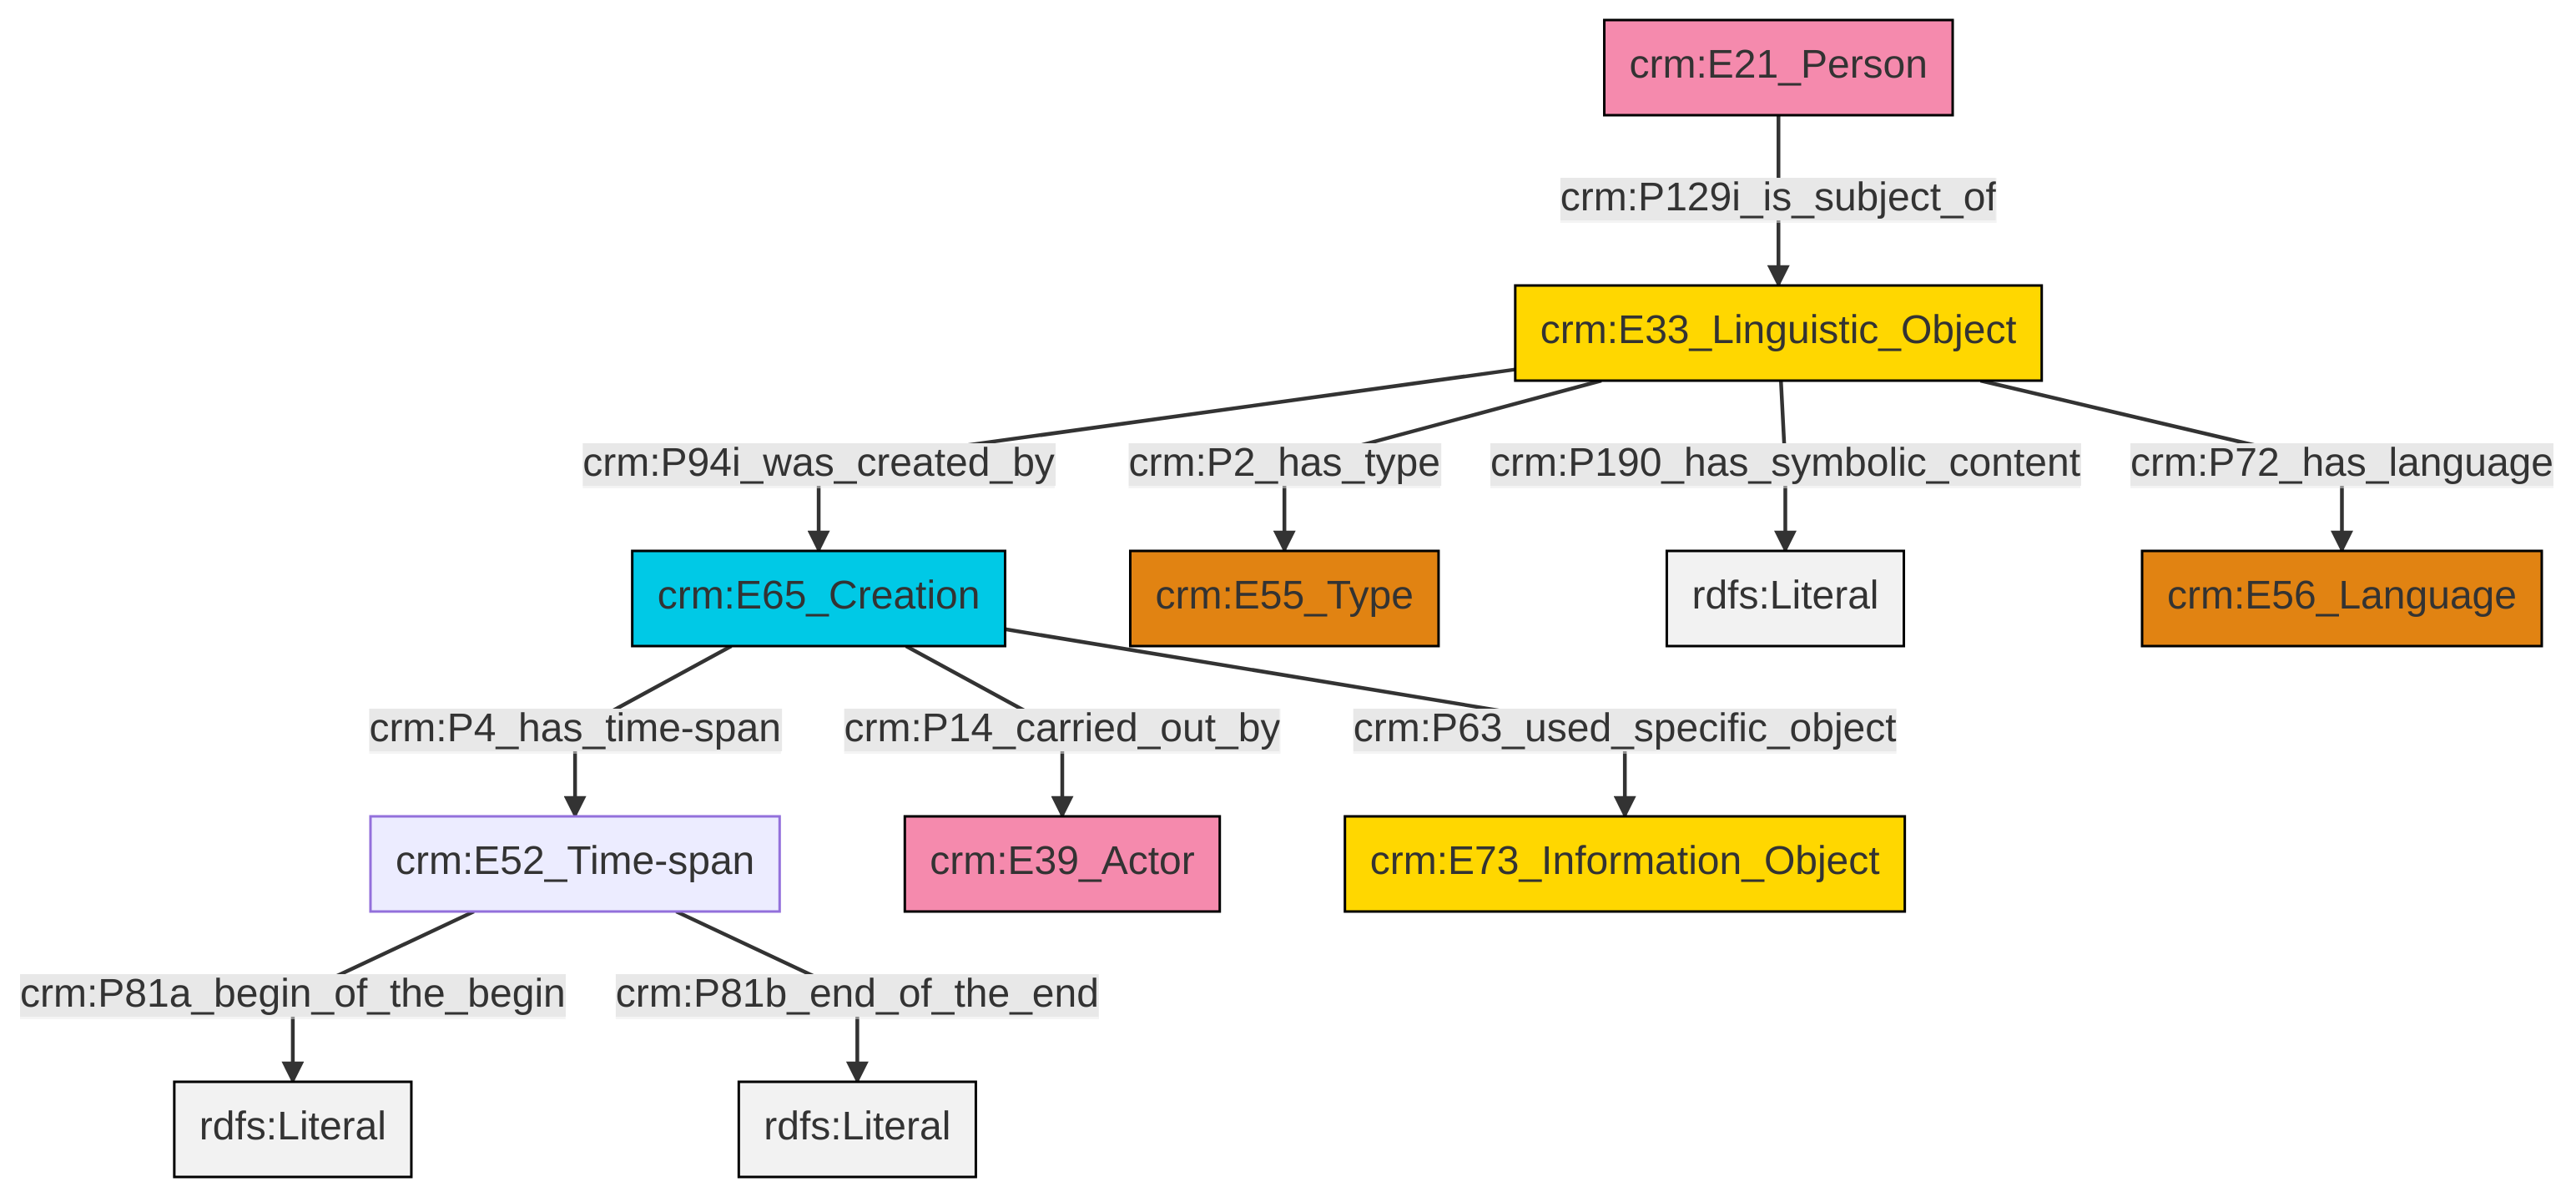 crm:E21_Person
crm:P129i_is_subject_of
crm:E33_Linguistic_Object
crm:P94i_was_created_by
crm:P2_has_type
crm:P190_has_symbolic_content
crm:P72_has_language
crm:E65_Creation
crm:E55_Type
rdfs:Literal
crm:E56_Language
crm:P4_has_time-span
crm:P14_carried_out_by
crm:P63_used_specific_object
crm:E52_Time-span
crm:E39_Actor
crm:E73_Information_Object
crm:P81a_begin_of_the_begin
crm:P81b_end_of_the_end
rdfs:Literal
rdfs:Literal